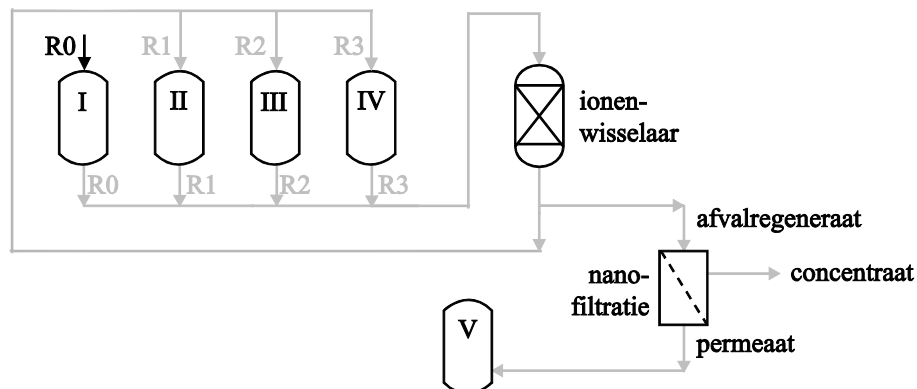 R0 R1 R2 R3
I II III IV
ionen-
wisselaar
R0 R1 R2 R3
afvalregeneraat
nano-
filtratie
concentraat
V
permeaat